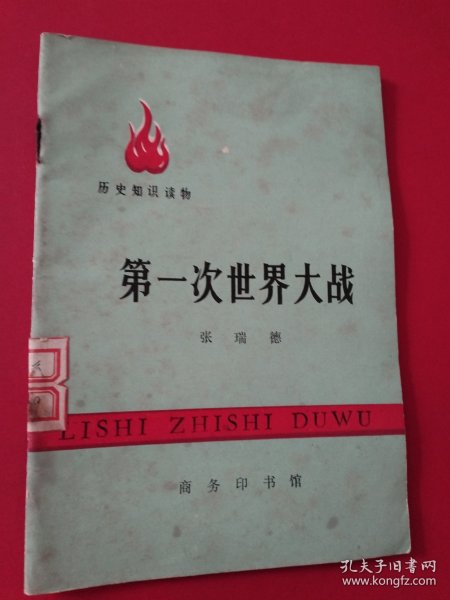 历史知识读物
第一次世界大战
张瑞德
LISHI ZHISHI DUWU
商务印书馆
孔夫子旧书网
www.kongfz.com